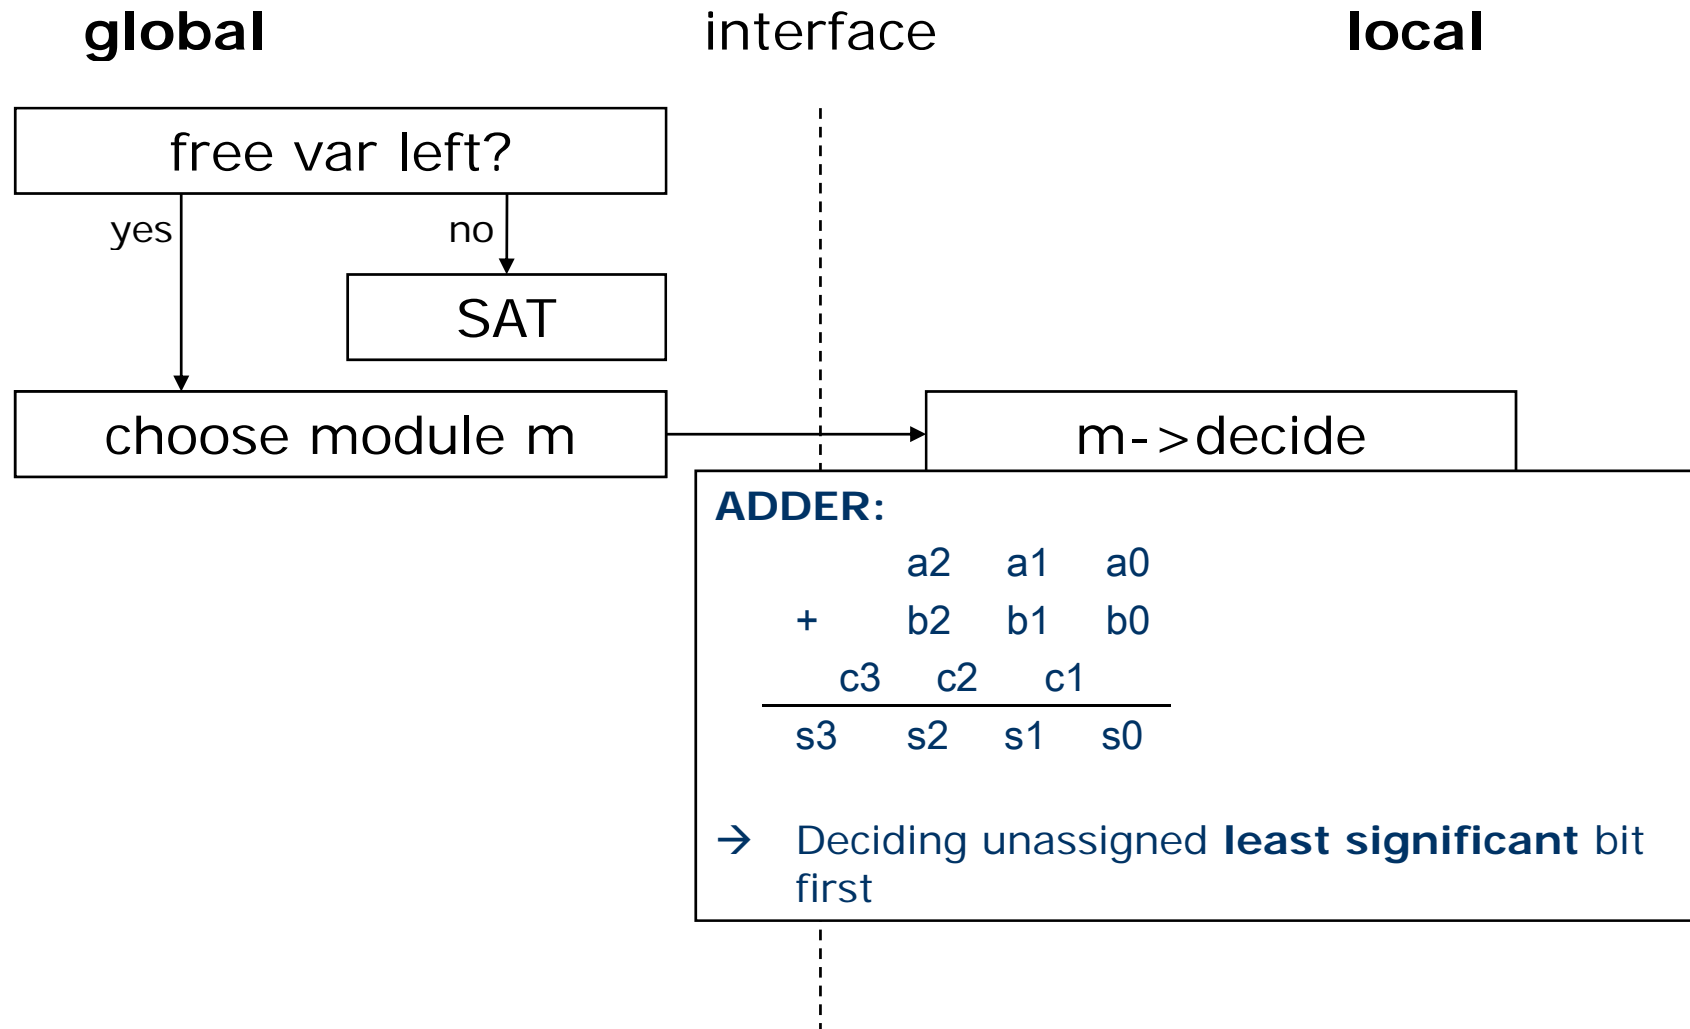 global interface local
free var left?
yes no
SAT
choose module m m->decide
ADDER:
a2 a1 a0
+ b2 b1 b0
c3 c2 c1
s3 s2 s1 s0
→ Deciding unassigned least significant bit
first